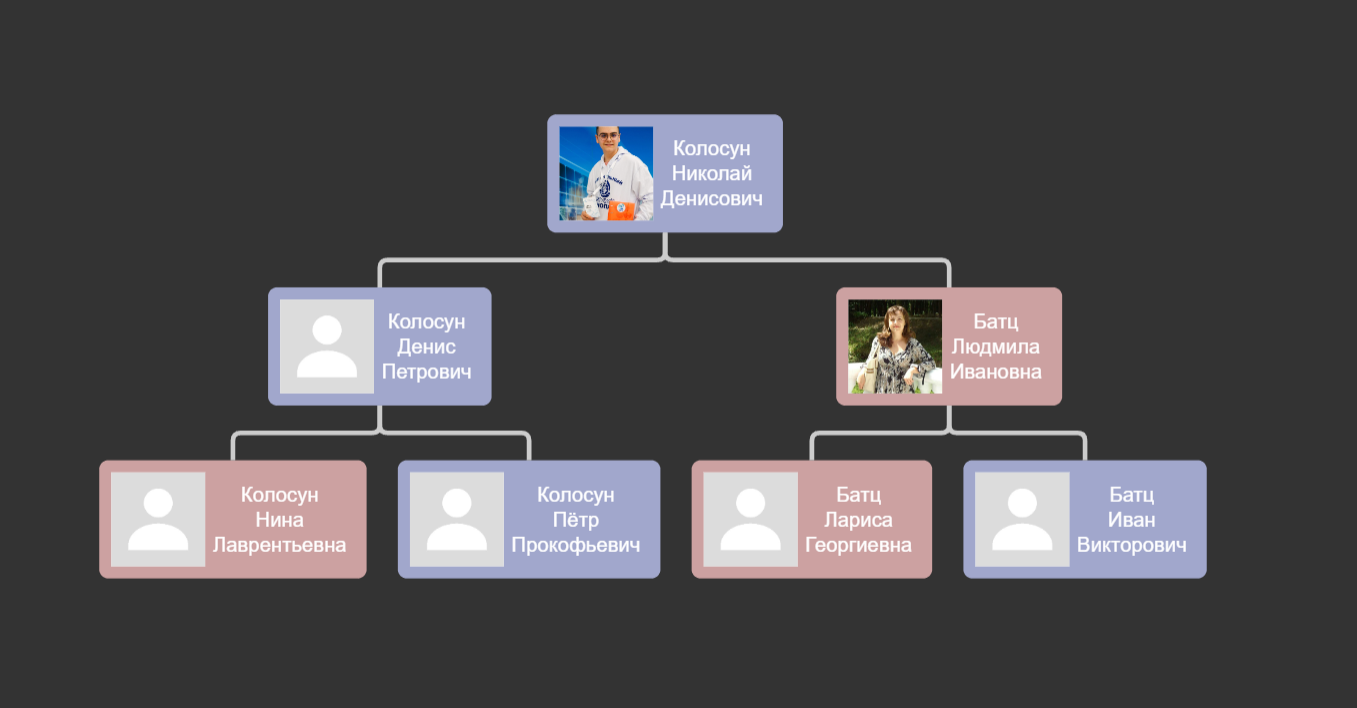 Колосун
Николай
Денисович
Колосун
Денис
Петрович
Батц
Людмила
Ивановна
Колосун
Нина
Лаврентьевна
Колосун
Пётр
Прокофьевич
Батц
Лариса
Георгиевна
Батц
Иван
Викторович